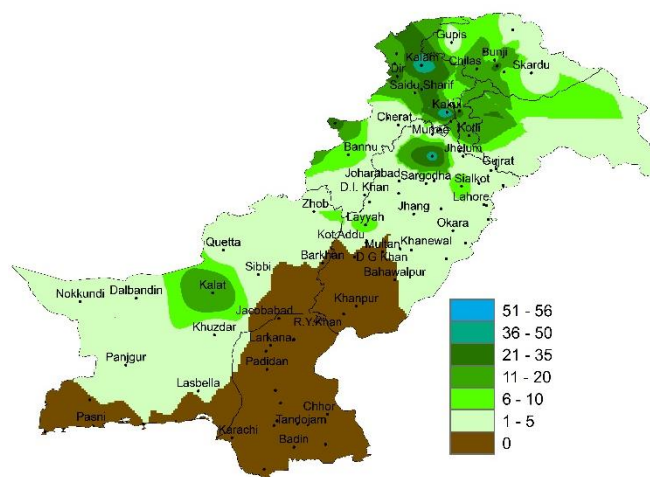 Gupis
Kalam
Bunji
Chilas
Skardu
Dir
Saidu Sharif
Kakul
Cherat
Kotli
Murree
Bannu
Jhelum
Gujrat
Joharabad
Sargodha
Sialkot
D.I. Khan
Zhob
Jhang
Lahore
Layyah
Okara
Quetta
Kot Addu
Multan
Khanewal
Barkhan
D G Khan
Sibbi
Bahawalpur
Kalat
Nokkundi
Dalbandin
Khanpur
Jacobabad
R.Y.Khan
Khuzdar
Larkana
Panjgur
Padidan
Lasbella
Pasni
Chhor
Tandojam
Karachi
Badin
51 - 56
36 - 50
21 - 35
11 - 20
6 - 10
1 - 5
0